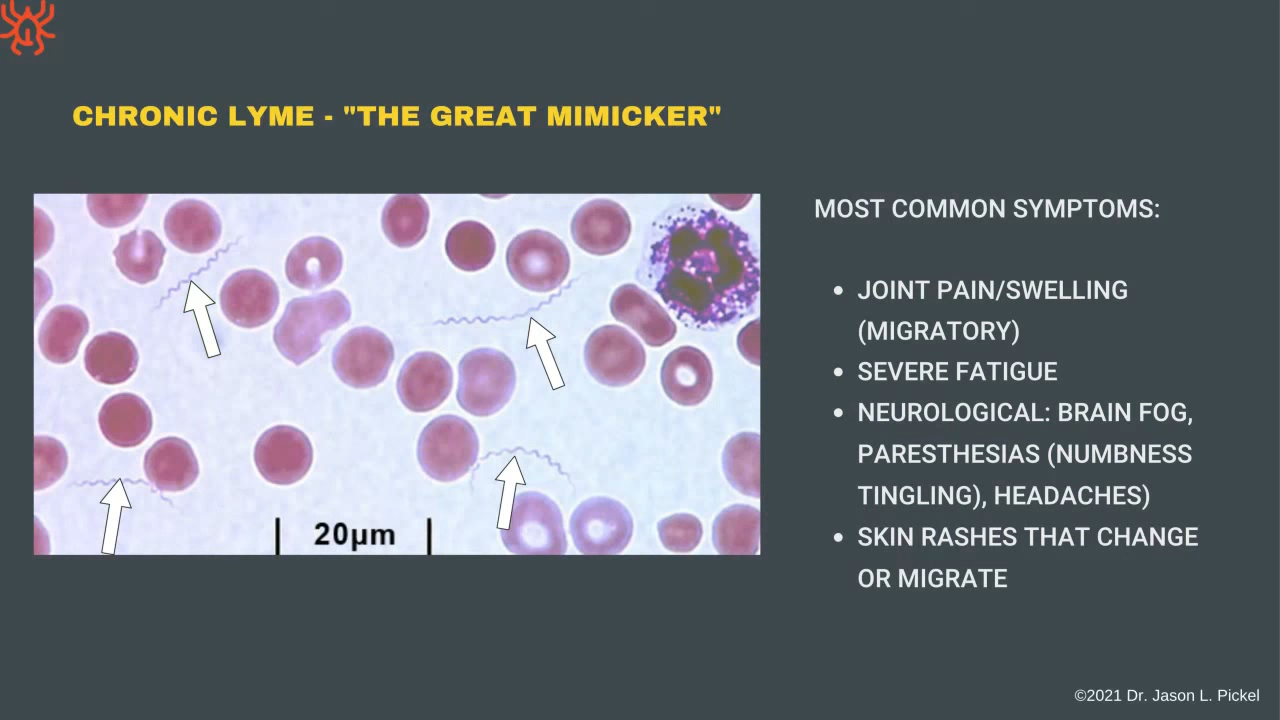 CHRONIC LYME - "THE GREAT MIMICKER"
MOST COMMON SYMPTOMS:
• JOINT PAIN/SWELLING
(MIGRATORY)
• SEVERE FATIGUE
• NEUROLOGICAL: BRAIN FOG,
PARESTHESIAS (NUMBNESS
TINGLING), HEADACHES)
• SKIN RASHES THAT CHANGE
OR MIGRATE
20µm
©2021 Dr. Jason L. Pickel